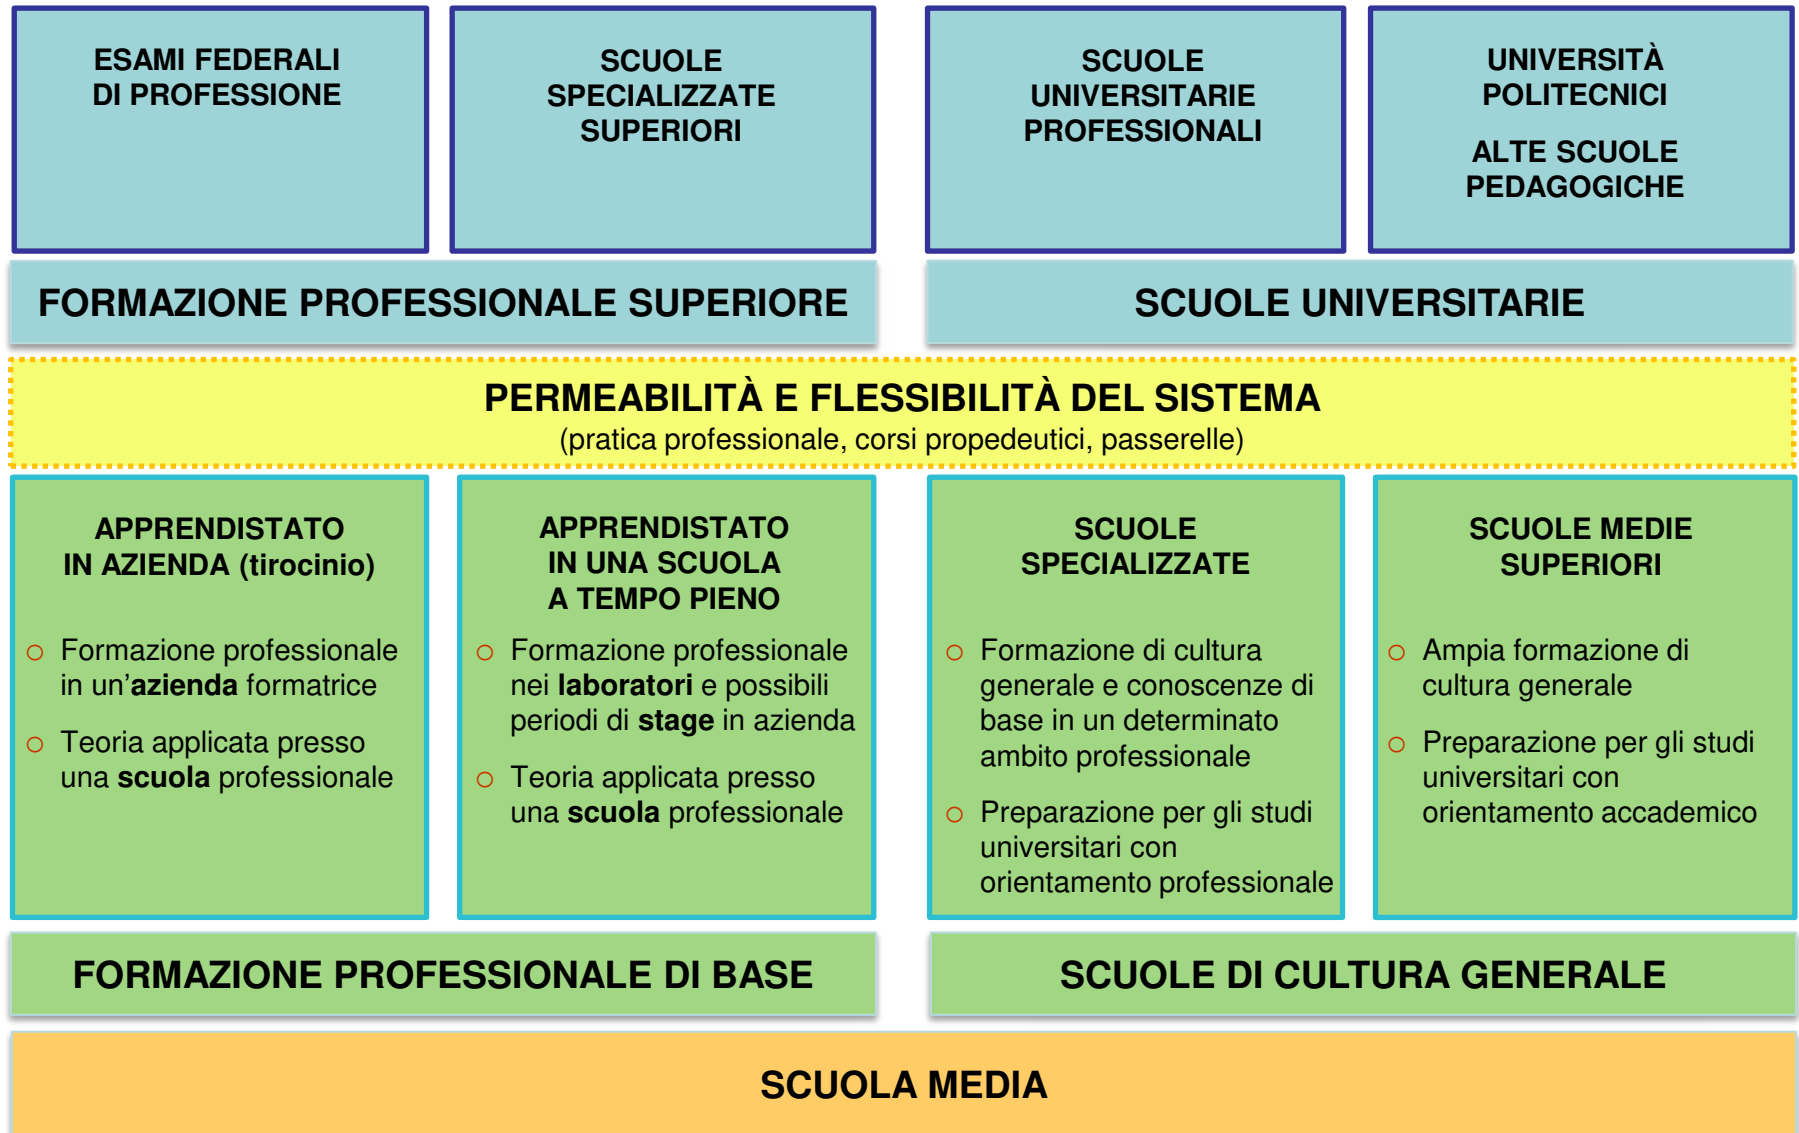 ESAMI FEDERALI
DI PROFESSIONE
SCUOLE
SPECIALIZZATE
SUPERIORI
SCUOLE
UNIVERSITARIE
PROFESSIONALI
UNIVERSITÀ
POLITECNICI
ALTE SCUOLE
PEDAGOGICHE
FORMAZIONE PROFESSIONALE SUPERIORE
SCUOLE UNIVERSITARIE
PERMEABILITÀ E FLESSIBILITÀ DEL SISTEMA
(pratica professionale, corsi propedeutici, passerelle)
APPRENDISTATO
IN AZIENDA (tirocinio)
Formazione professionale
in un'azienda formatrice
Teoria applicata presso
una scuola professionale
APPRENDISTATO
IN UNA SCUOLA
A TEMPO PIENO
Formazione professionale
nei laboratori e possibili
periodi di stage in azienda
Teoria applicata presso
una scuola professionale
SCUOLE
SPECIALIZZATE
Formazione di cultura
generale e conoscenze di
base in un determinato
ambito professionale
Preparazione per gli studi
universitari con
orientamento professionale
SCUOLE MEDIE
SUPERIORI
Ampia formazione di
cultura generale
Preparazione per gli studi
universitari con
orientamento accademico
FORMAZIONE PROFESSIONALE DI BASE
SCUOLE DI CULTURA GENERALE
SCUOLA MEDIA